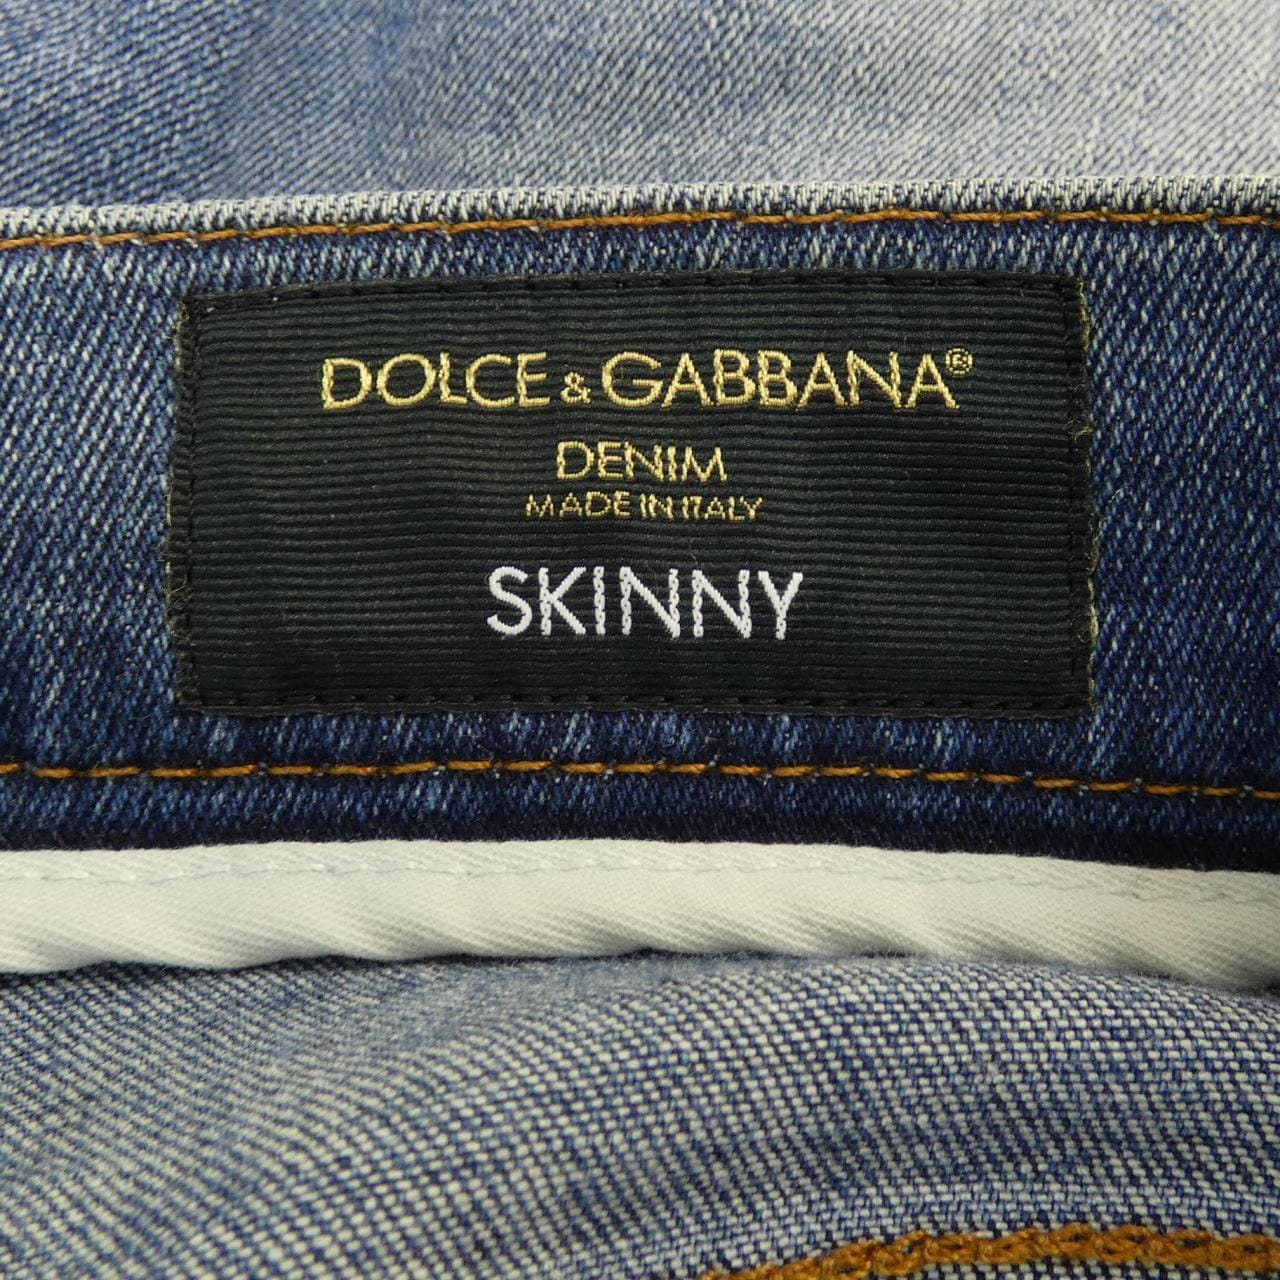 DOLCE & GABBANA®
DENIM
MADE IN ITALY
SKINNY